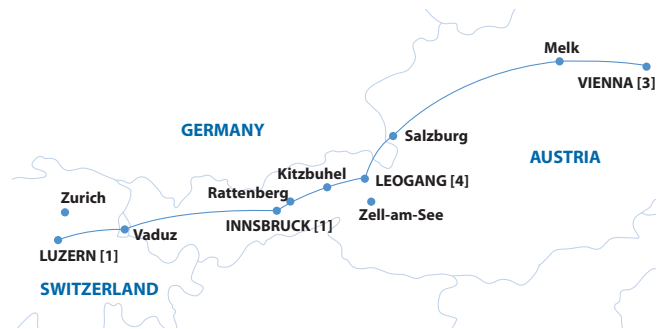 Melk
VIENNA [3]
GERMANY
Salzburg
AUSTRIA
Kitzbuhel
LEOGANG [4]
Rattenberg
Zurich
Zell-am-See
INNSBRUCK [1]
Vaduz
LUZERN [1]
SWITZERLAND